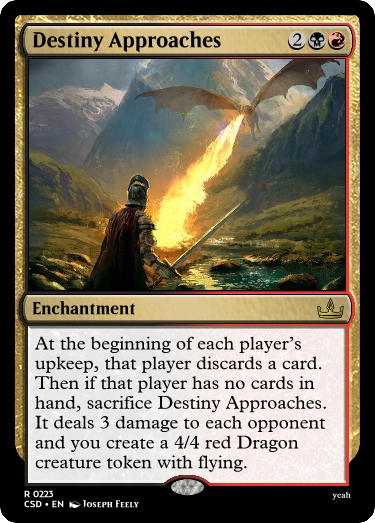 Destiny Approaches 2
Enchantment
At the beginning of each player's
upkeep, that player discards a card.
Then if that player has no cards in
hand, sacrifice Destiny Approaches.
It deals 3 damage to each opponent
and you create a 4/4 red Dragon
creature token with flying.
R 0223
CSD • EN Joseph Feely
yeah